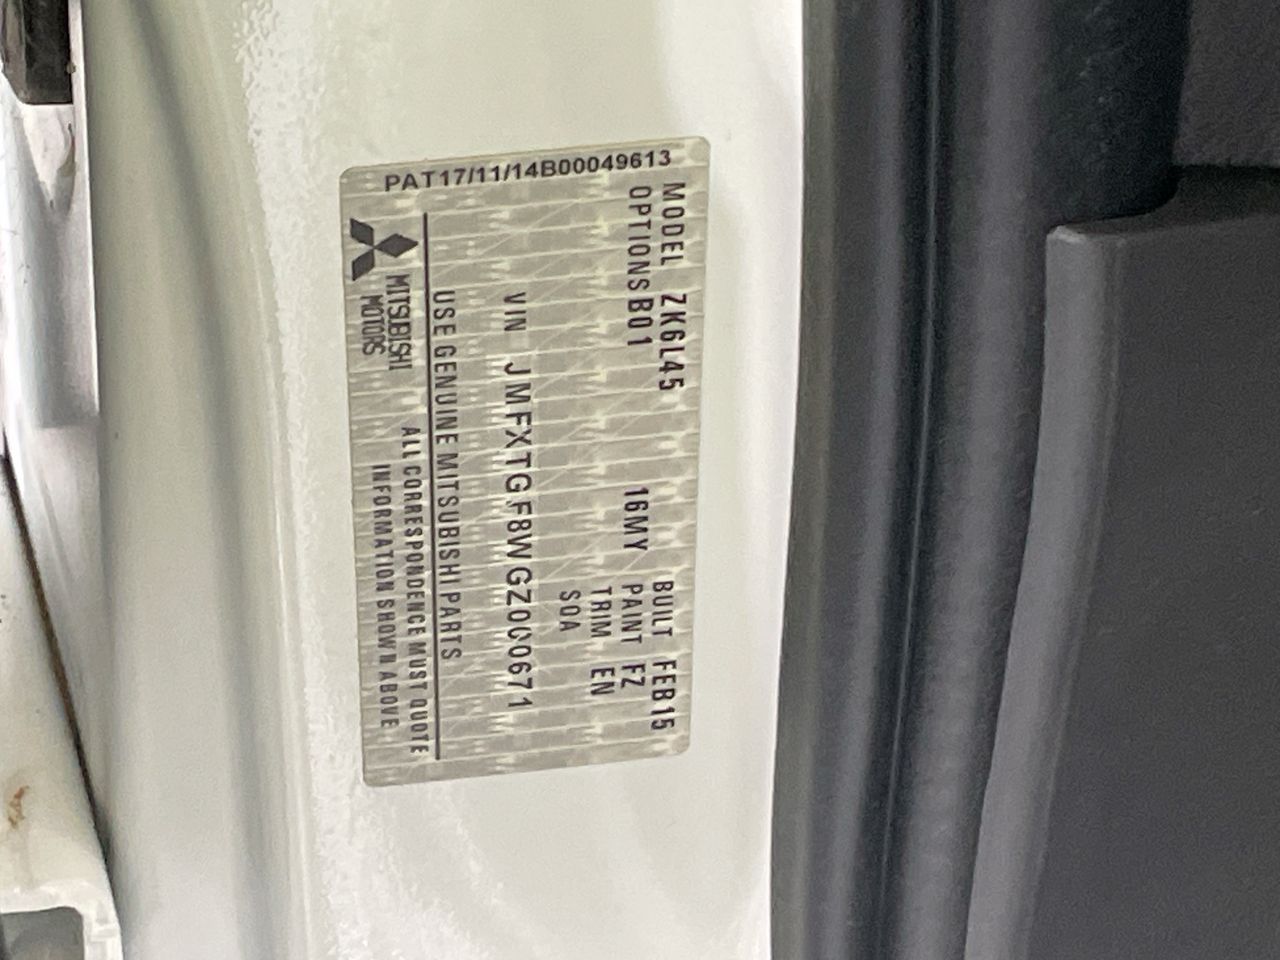 MODEL ZK6L45
BUILT FEB15
OPTIONS B01 16MY
PAINT FZ
TRIM EN
SOA
VIN JMFXTGF8WGZ000671
USE GENUINE MITSUBISHI PARTS
MITSUBISHI
MOTORS
ALL CORRESPONDENCE MUST QUOTE
INFORMATION SHOWN ABOVE
PAT17/11/14B00049613